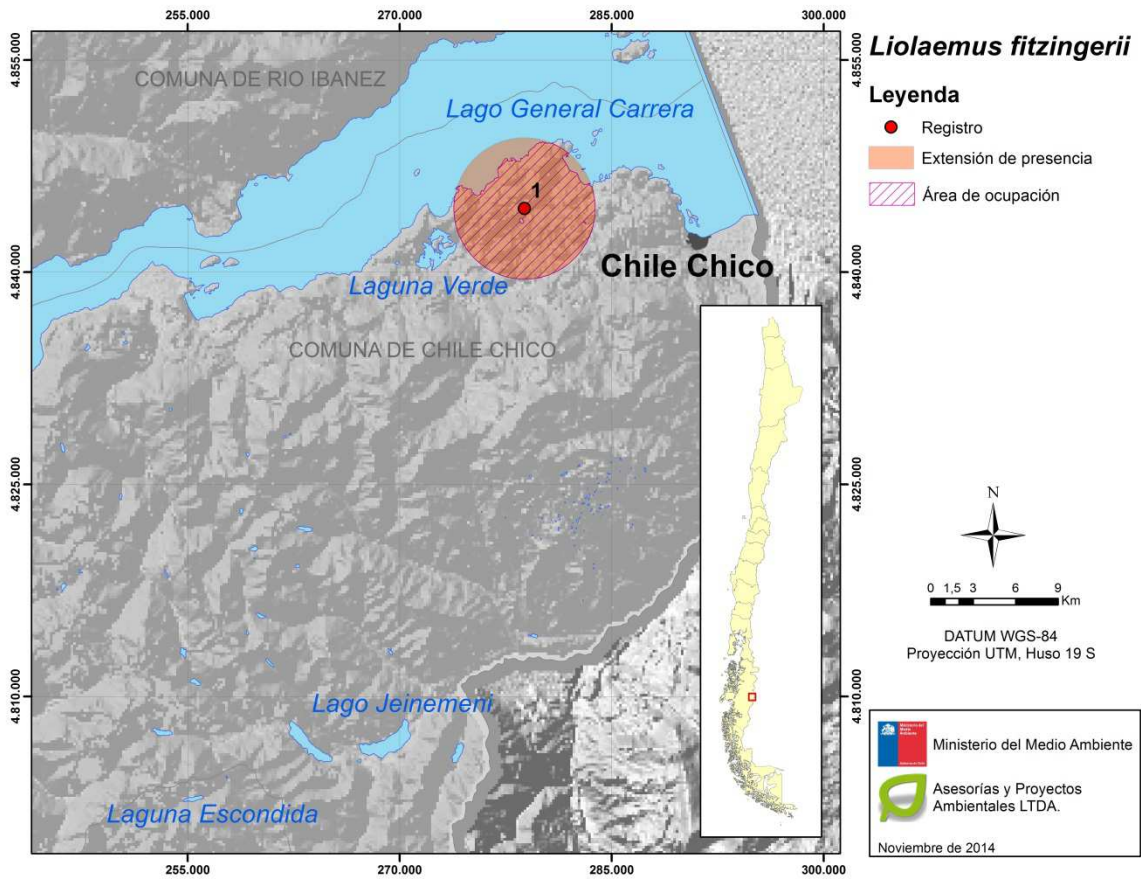 255.000
270.000
285.000
300.000
4.855.000
4.855.000
COMUNA DE RIO IBAÑEZ
Lago General Carrera
1
4.840.000
4.840.000
Chile Chico
Laguna Verde
COMUNA DE CHILE CHICO
4.825.000
4.825.000
4.810.000
4.810.000
Lago Jeinemeni
Laguna Escondida
255.000
270.000
285.000
300.000
Liolaemus fitzingerii
Leyenda
Registro
Extensión de presencia
Área de ocupación
N
0 1,5 3 6 9
Km
DATUM WGS-84
Proyección UTM, Huso 19 S
Ministerio del Medio Ambiente
Asesorías y Proyectos
Ambientales LTDA.
Noviembre de 2014